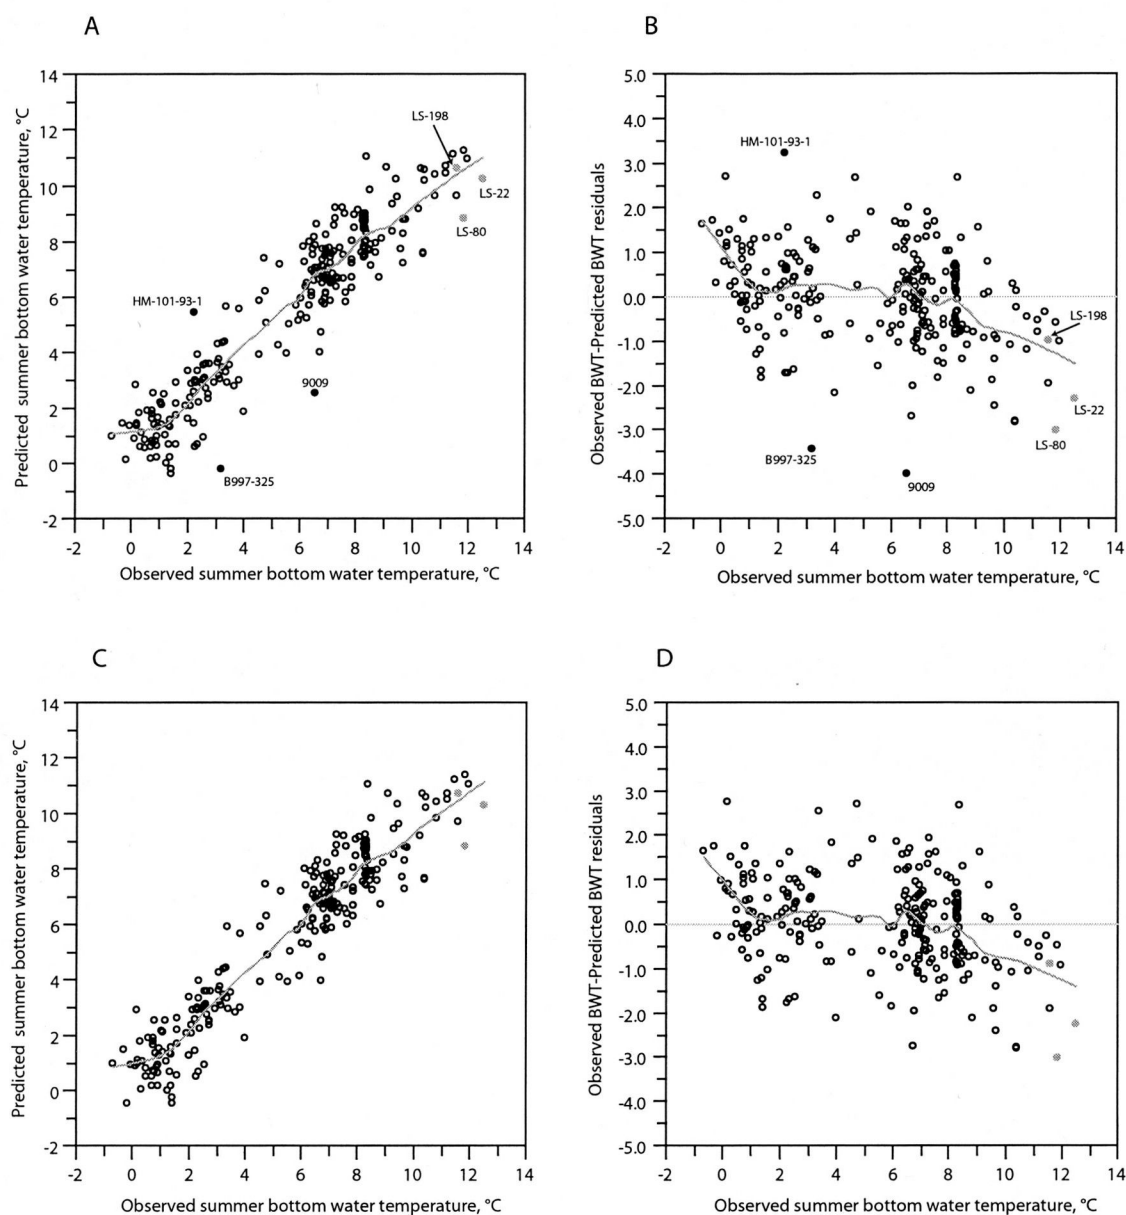 A
B
14
12
10
8
6
4
2
0
-2
Predicted summer bottom water temperature, °C
LS-198
LS-22
LS-80
HM-101-93-1
9009
B997-325
-2 0 2 4 6 8 10 12 14
Observed summer bottom water temperature, °C
5.0
4.0
3.0
2.0
1.0
0.0
-1.0
-2.0
-3.0
-4.0
-5.0
Observed BWT-Predicted BWT residuals
HM-101-93-1
LS-198
LS-22
LS-80
B997-325
9009
-2 0 2 4 6 8 10 12 14
Observed summer bottom water temperature, °C
C
D
14
12
10
8
6
4
2
0
-2
Predicted summer bottom water temperature, °C
0 2 4 6 8 10 12 14
Observed summer bottom water temperature, °C
5.0
4.0
3.0
2.0
1.0
0.0
-1.0
-2.0
-3.0
-4.0
-5.0
Observed BWT-Predicted BWT residuals
-2 0 2 4 6 8 10 12 14
Observed summer bottom water temperature, °C